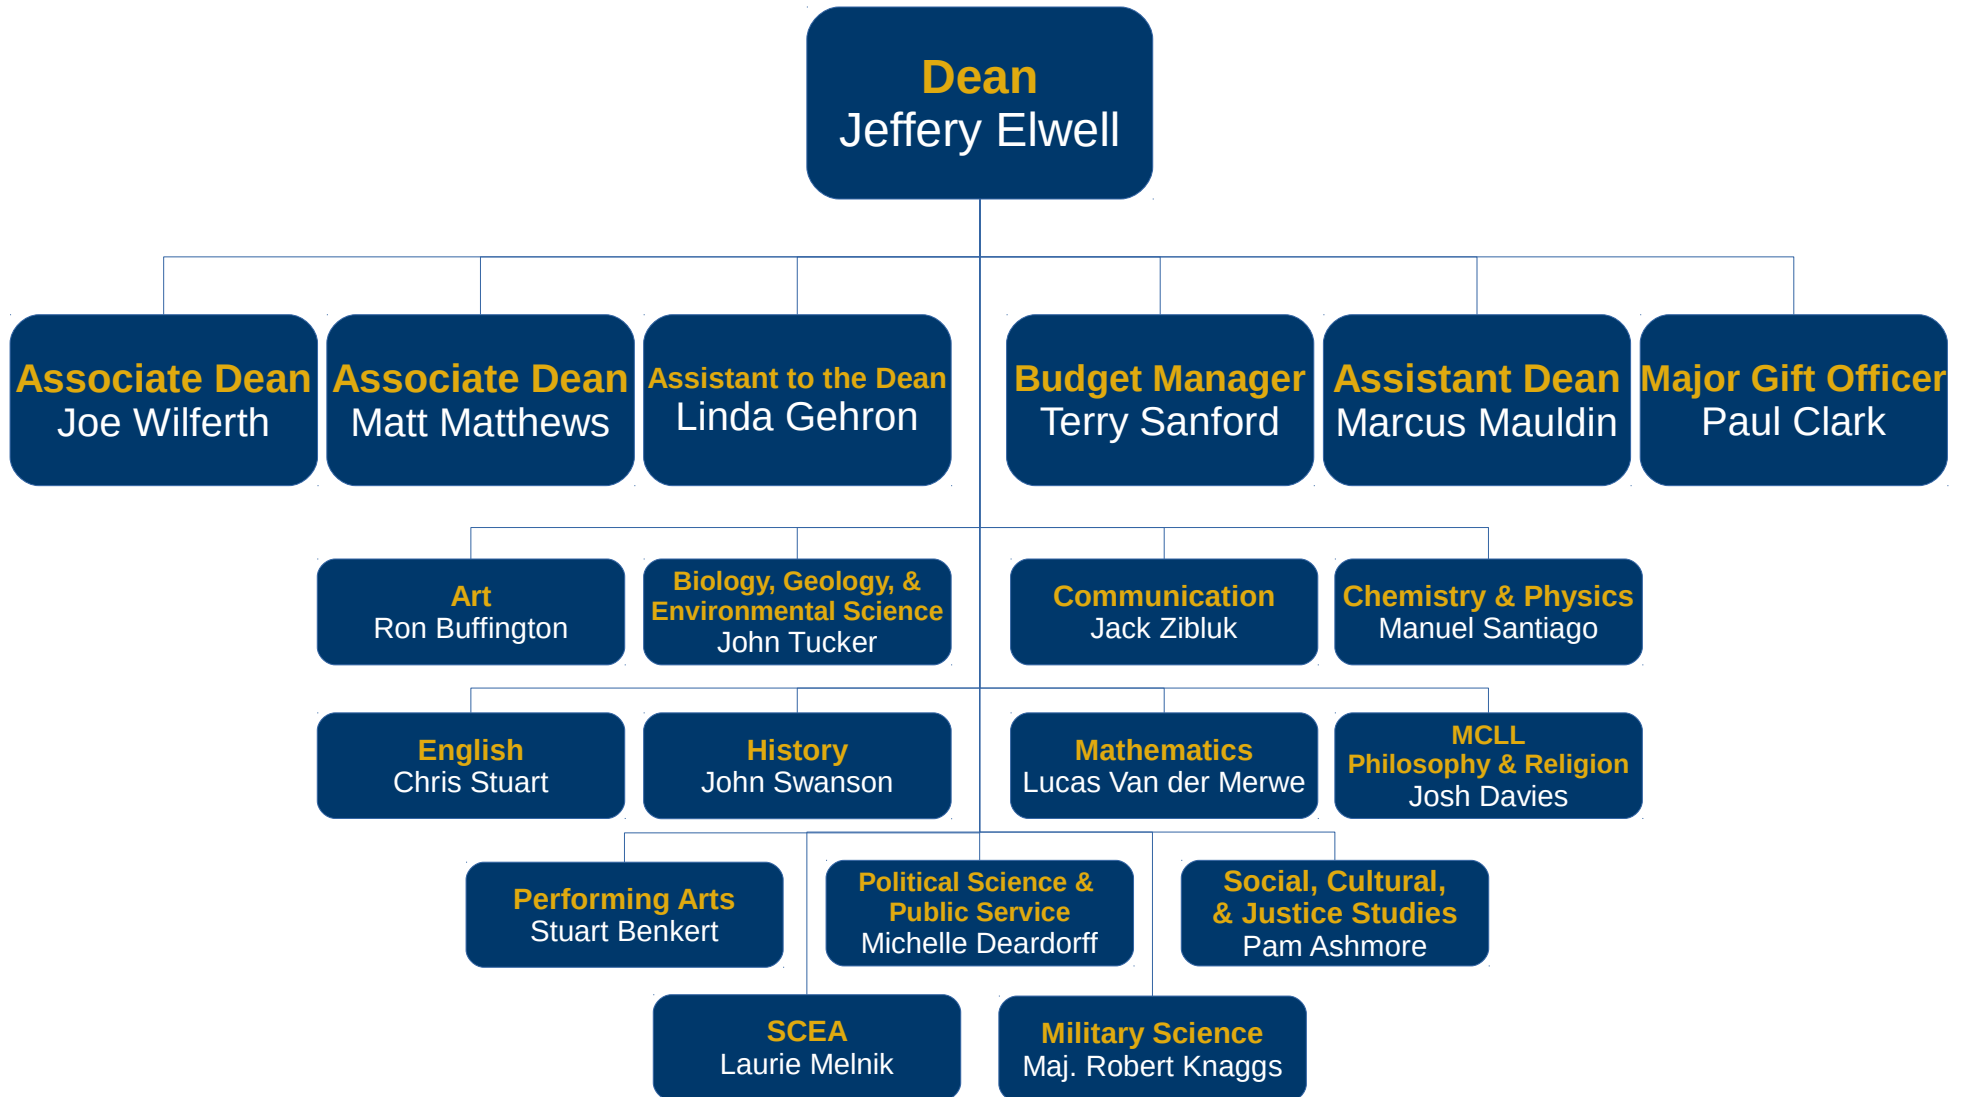 Dean
Jeffery Elwell
Associate Dean
Joe Wilferth
Associate Dean
Matt Matthews
Assistant to the Dean
Linda Gehron
Budget Manager
Terry Sanford
Assistant Dean
Marcus Mauldin
Major Gift Officer
Paul Clark
Art
Ron Buffington
Biology, Geology, &
Environmental Science
John Tucker
Communication
Jack Zibluk
Chemistry & Physics
Manuel Santiago
English
Chris Stuart
History
John Swanson
Mathematics
Lucas Van der Merwe
MCLL
Philosophy & Religion
Josh Davies
Performing Arts
Stuart Benkert
Political Science &
Public Service
Michelle Deardorff
Social, Cultural,
& Justice Studies
Pam Ashmore
SCEA
Laurie Melnik
Military Science
Maj. Robert Knaggs